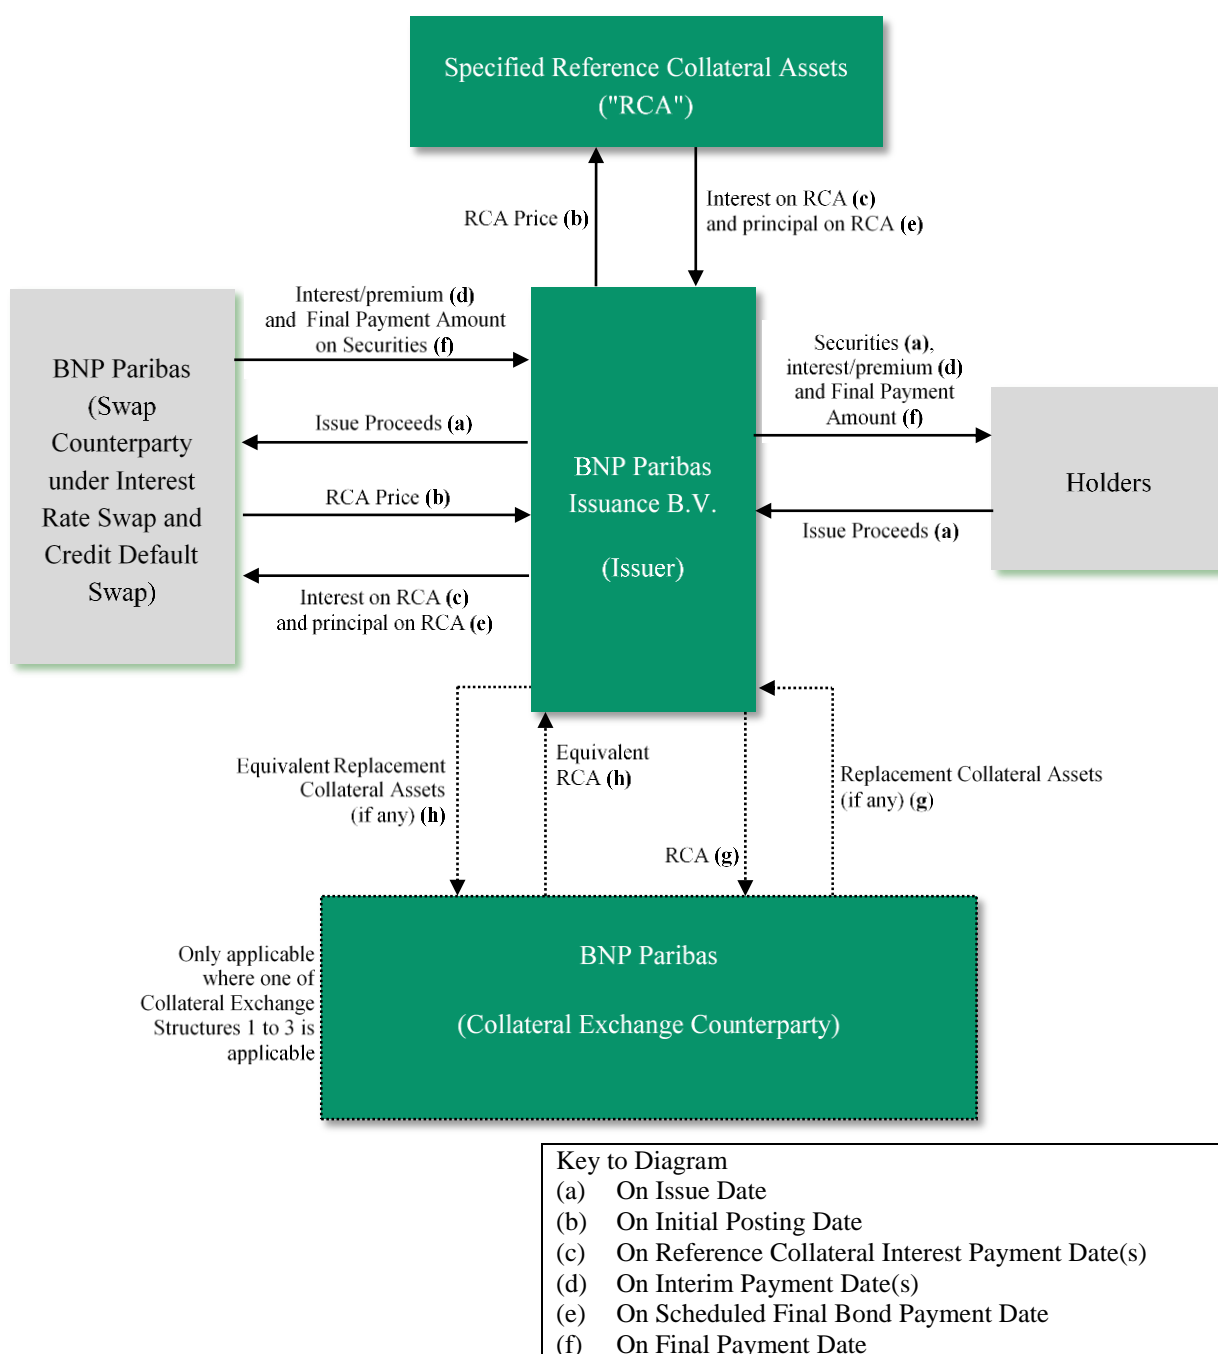 Specified Reference Collateral Assets
("RCA")
RCA Price (b)
Interest on RCA (c)
and principal on RCA (e)
BNP Paribas
(Swap
Counterparty
under Interest
Rate Swap and
Credit Default
Swap)
Interest/premium (d)
and Final Payment Amount
on Securities (f)
Issue Proceeds (a)
RCA Price (b)
Interest on RCA (c)
and principal on RCA (e)
BNP Paribas
Issuance B.V.
(Issuer)
Securities (a),
interest/premium (d)
and Final Payment
Amount (f)
Issue Proceeds (a)
Holders
Equivalent Replacement
Collateral Assets
(if any) (h)
Equivalent
RCA (h)
RCA (g)
Replacement Collateral Assets
(if any) (g)
Only applicable
where one of
Collateral Exchange
Structures 1 to 3 is
applicable
BNP Paribas
(Collateral Exchange Counterparty)
Key to Diagram
(a) On Issue Date
(b) On Initial Posting Date
(c) On Reference Collateral Interest Payment Date(s)
(d) On Interim Payment Date(s)
(e) On Scheduled Final Bond Payment Date
(f) On Final Payment Date